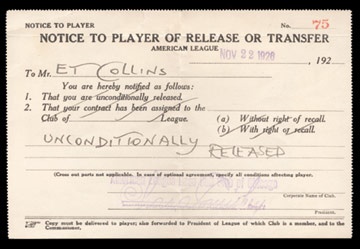 NOTICE TO PLAYER No. 75
NOTICE TO PLAYER OF RELEASE OR TRANSFER
AMERICAN LEAGUE
NOV 22 1926, 192
To Mr. ET COLLINS
You are hereby notified as follows:
1. That you are unconditionally released.
2. That your contract has been assigned to the
Club of League. (a) Without right of recall.
(b) With right of recall.
UNCONDITIONALLY RELEASED
(Cross out parts not applicable. In case of optional agreement, specify all conditions affecting player.
Corporate Name of Club.
President.
Copy must be delivered to player; also forwarded to President of League of which Club is a member, and to the
Commissioner.